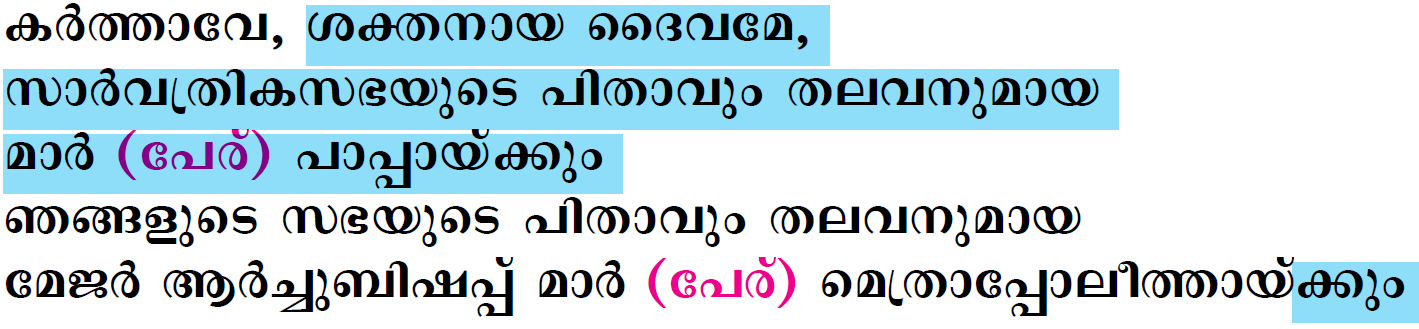 കർത്താവേ, ശക്തനായ ദൈവമേ,
സാർവത്രികസഭയുടെ പിതാവും തലവനുമായ
മാർ (പേര്) പാപ്പായ്ക്കും
ഞങ്ങളുടെ സഭയുടെ പിതാവും തലവനുമായ
മേജർ ആർച്ചുബിഷപ്പ് മാർ (പേര്) മെത്രാപ്പോലീത്തായ്ക്കും